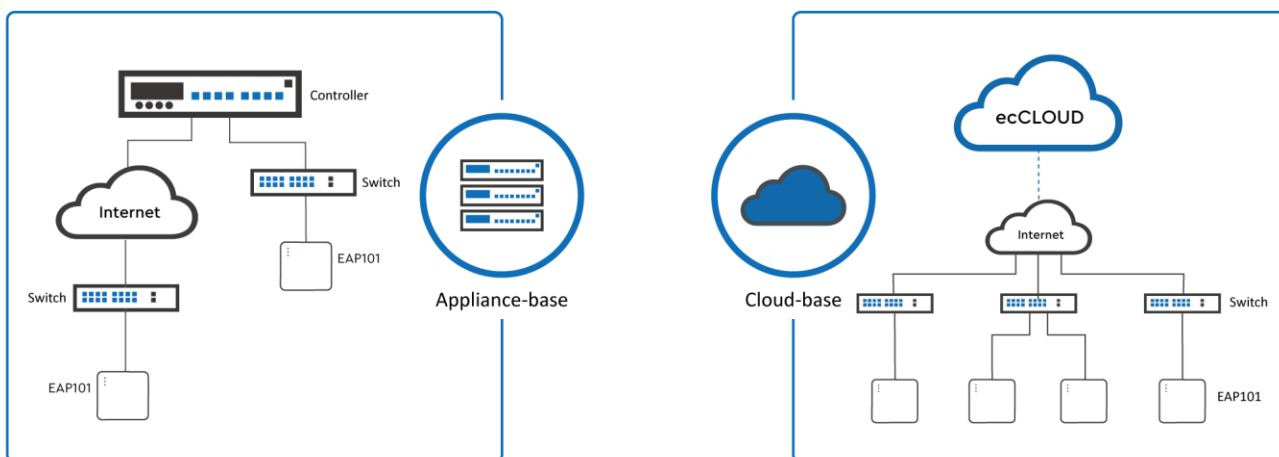 Controller
Switch
Internet
EAP101
Switch
EAP101
Appliance-base
ecCLOUD
Internet
Cloud-base
Switch
EAP101